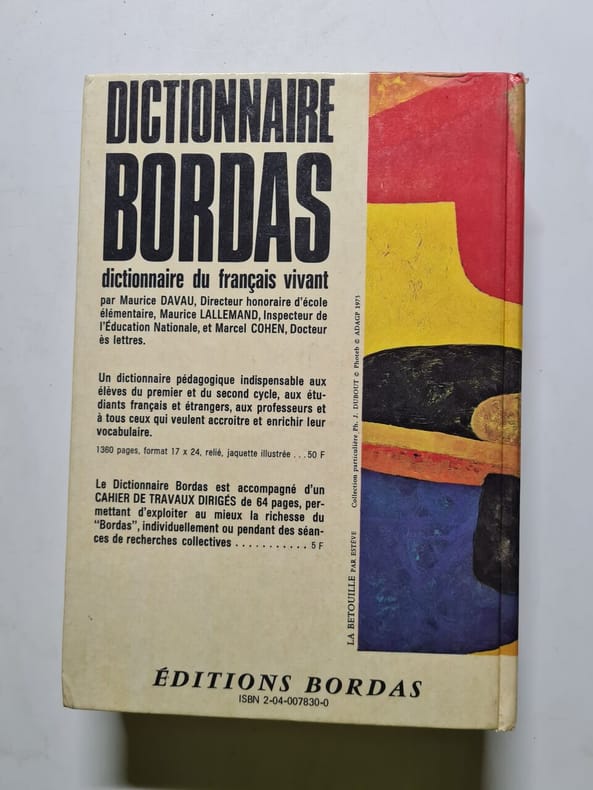 DICTIONNAIRE
BORDAS
dictionnaire du français vivant
par Maurice DAVAU, Directeur honoraire d'école
élémentaire, Maurice LALLEMAND, Inspecteur de
l'Éducation Nationale, et Marcel COHEN, Docteur
ès lettres.
Un dictionnaire pédagogique indispensable aux
élèves du premier et du second cycle, aux étu-
diants français et étrangers, aux professeurs et
à tous ceux qui veulent accroitre et enrichir leur
vocabulaire.
1360 pages, format 17 x 24, relié, jaquette illustrée ...50 F
Le Dictionnaire Bordas est accompagné d'un
CAHIER DE TRAVAUX DIRIGÉS de 64 pages, per-
mettant d'exploiter au mieux la richesse du
"Bordas", individuellement ou pendant des séan-
ces de recherches collectives ........... 5 F
LA BETOUILLE PAR ESTÈVE Collection particulière Ph. J. DUBOUT © Photeb © ADAGP 1975
ÉDITIONS BORDAS
ISBN 2-04-007830-0